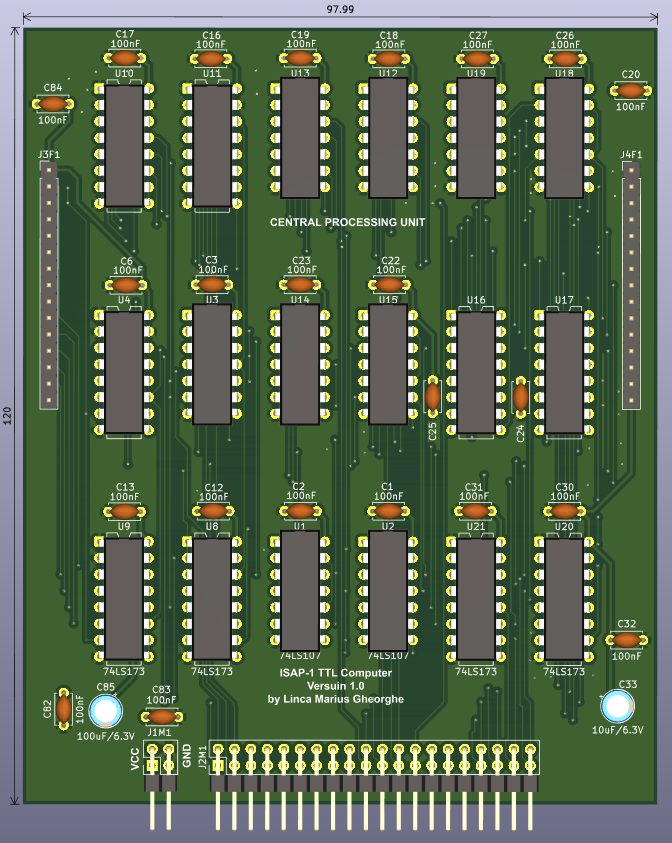 97.99
120
C17
100nF
C16
100nF
C19
100nF
C18
100nF
C27
100nF
C26
100nF
C84
100nF
C20
100nF
U10
U11
U13
U12
U19
U18
J3F1
J4F1
CENTRAL PROCESSING UNIT
C6
100nF
C3
100nF
C23
100nF
C22
100nF
U4
U3
U14
U15
U16
U17
C25
C24
C13
100nF
C12
100nF
C2
100nF
C1
100nF
C31
100nF
C30
100nF
U9
U8
U1
U2
U21
U20
74LS173
74LS173
74LS107
74LS107
74LS173
74LS173
C32
100nF
ISAP-1 TTL Computer
Versuin 1.0
by Linca Marius Gheorghe
C82
100nF
C85
100uF/6.3V
C83
100nF
C33
10uF/6.3V
J1M1
VCC
GND
J2M1